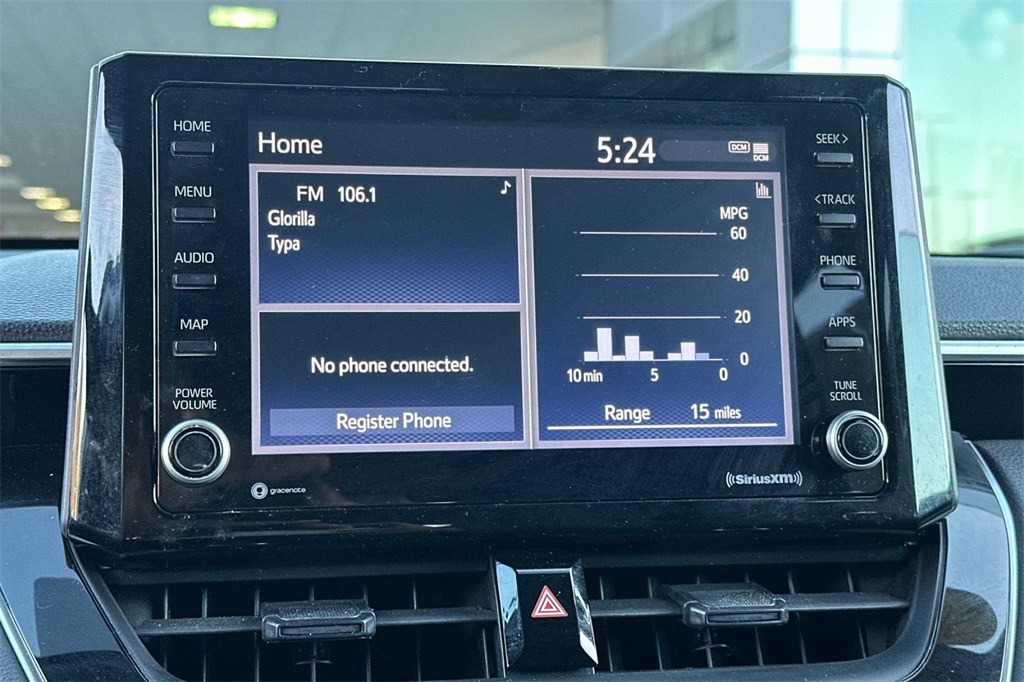 HOME
MENU
AUDIO
MAP
POWER
VOLUME
Home
5:24
DCM
DCM
FM 106.1
Glorilla
Typa
No phone connected.
Register Phone
MPG
60
40
20
0
10 min 5 0
Range 15 miles
SEEK >
< TRACK
PHONE
APPS
TUNE
SCROLL
gracenote
((SiriusXM))